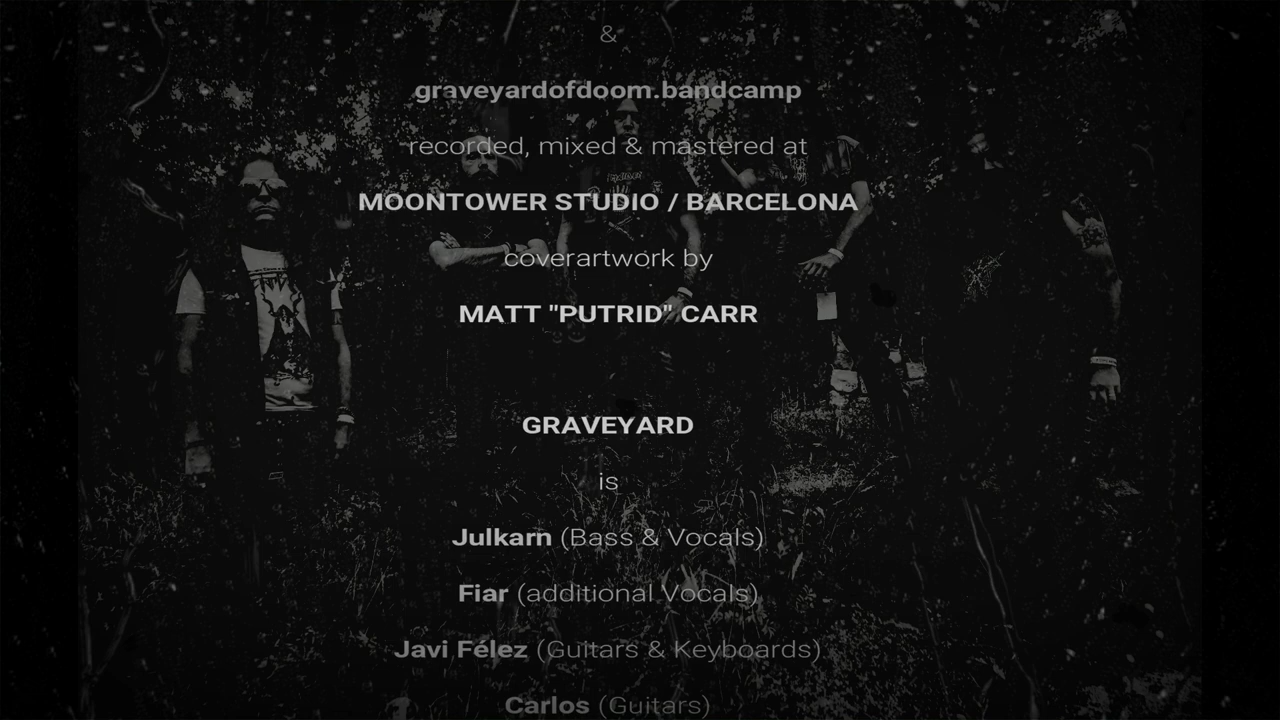 &
graveyardofdoom.bandcamp
recorded, mixed & mastered at
MOONTOWER STUDIO / BARCELONA
coverartwork by
MATT "PUTRID" CARR
GRAVEYARD
is
Julkarn (Bass & Vocals)
Fiar (additional Vocals)
Javi Félez (Guitars & Keyboards)
Carlos (Guitars)